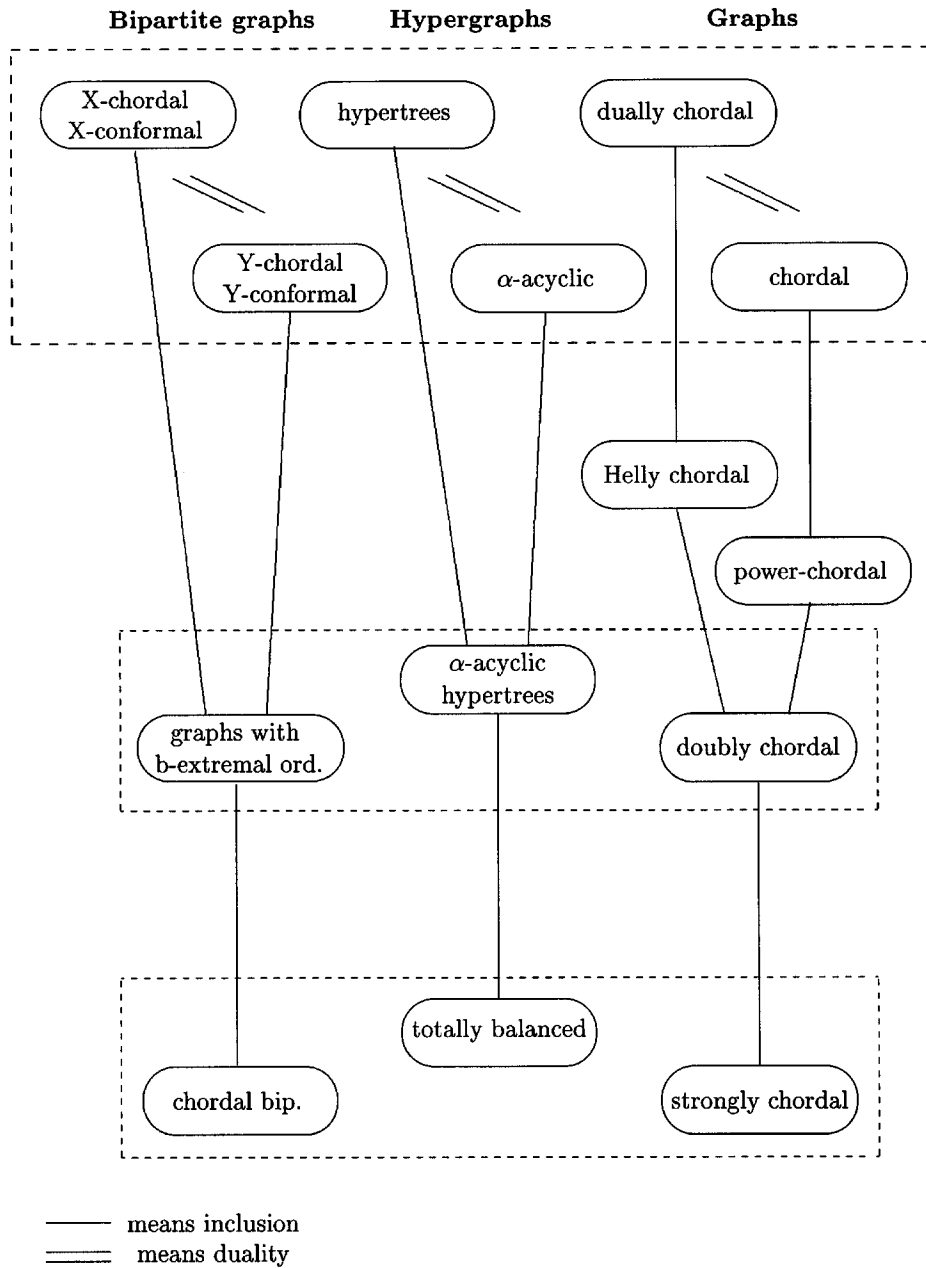 Bipartite graphs
Hypergraphs
Graphs
X-chordal
X-conformal
hypertrees
dually chordal
Y-chordal
Y-conformal
α-acyclic
chordal
Helly chordal
power-chordal
α-acyclic
hypertrees
graphs with
b-extremal ord.
doubly chordal
totally balanced
chordal bip.
strongly chordal
means inclusion
means duality